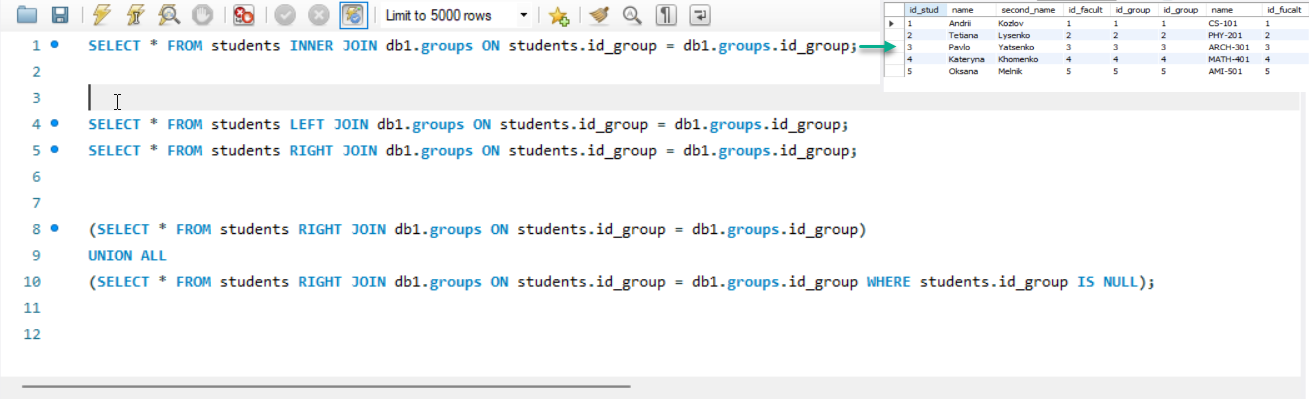 Limit to 5000 rows
id_stud name second_name id_facult id_group id_group name id_fucalt
1 Andrii Kozlov 1 1 1 CS-101 1
2 Tetiana Lysenko 2 2 2 PHY-201 2
3 Pavlo Yatsenko 3 3 3 ARCH-301 3
4 Kateryna Khomenko 4 4 4 MATH-401 4
5 Oksana Melnik 5 5 5 AMI-501 5
1 SELECT * FROM students INNER JOIN db1.groups ON students.id_group = db1.groups.id_group;
2
3
4 SELECT * FROM students LEFT JOIN db1.groups ON students.id_group = db1.groups.id_group;
5 SELECT * FROM students RIGHT JOIN db1.groups ON students.id_group = db1.groups.id_group;
6
7
8 (SELECT * FROM students RIGHT JOIN db1.groups ON students.id_group = db1.groups.id_group)
9 UNION ALL
10 (SELECT * FROM students RIGHT JOIN db1.groups ON students.id_group = db1.groups.id_group WHERE students.id_group IS NULL);
11
12